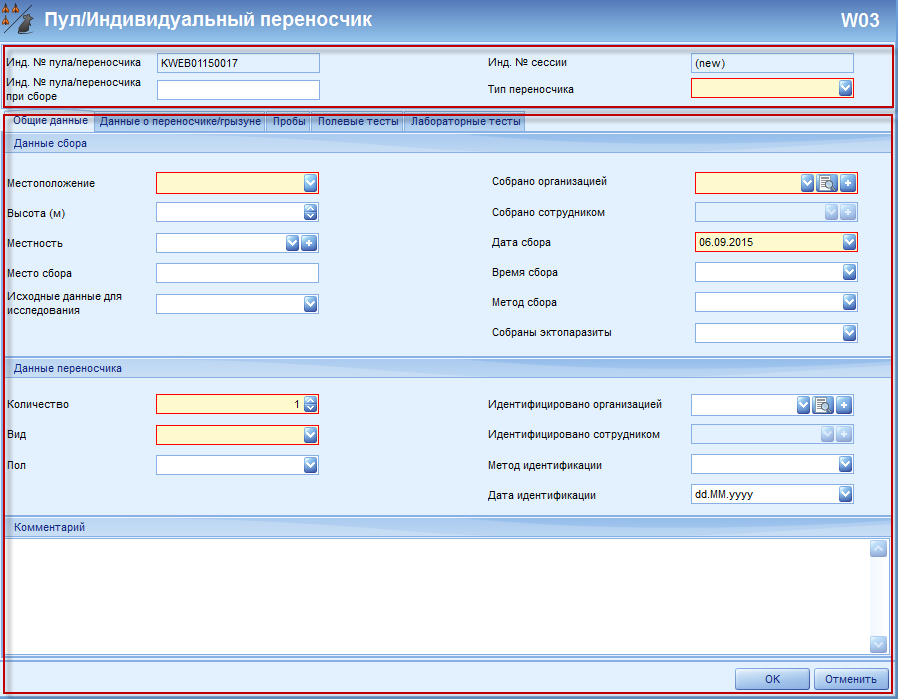 Пул/Индивидуальный переносчик
W03
Инд. № пула/переносчика
KWEB01150017
Инд. № сессии
(new)
Инд. № пула/переносчика
при сборе
Тип переносчика
Общие данные
Данные о переносчике/грызуне
Пробы
Полевые тесты
Лабораторные тесты
Данные сбора
Местоположение
Собрано организацией
Высота (м)
Собрано сотрудником
Местность
Дата сбора
06.09.2015
Место сбора
Время сбора
Исходные данные для
исследования
Метод сбора
Собраны эктопаразиты
Данные переносчика
Количество
1
Идентифицировано организацией
Вид
Идентифицировано сотрудником
Пол
Метод идентификации
Дата идентификации
dd.MM.yyyy
Комментарий
ОК
Отменить